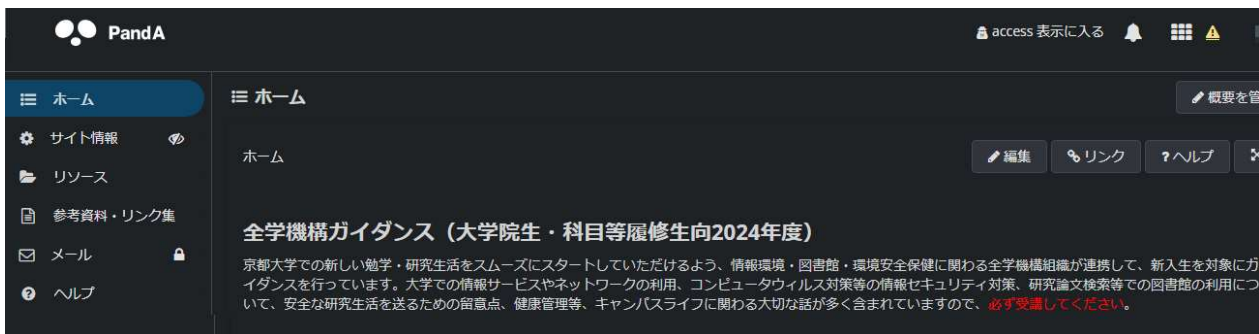 PandA
access 表示に入る
ホーム
サイト情報
リソース
参考資料・リンク集
メール
ヘルプ
ホーム
概要を管
ホーム
編集
リンク
?ヘルプ
全学機構ガイダンス（大学院生・科目等履修生向2024年度）
京都大学での新しい勉学・研究生活をスムーズにスタートしていただけるよう、情報環境・図書館・環境安全保健に関わる全学機構組織が連携して、新入生を対象にガ
イダンスを行っています。大学での情報サービスやネットワークの利用、コンピュータウィルス対策等の情報セキュリティ対策、研究論文検索等での図書館の利用につ
いて、安全な研究生活を送るための留意点、健康管理等、キャンパスライフに関わる大切な話が多く含まれていますので、必ず受講してください。